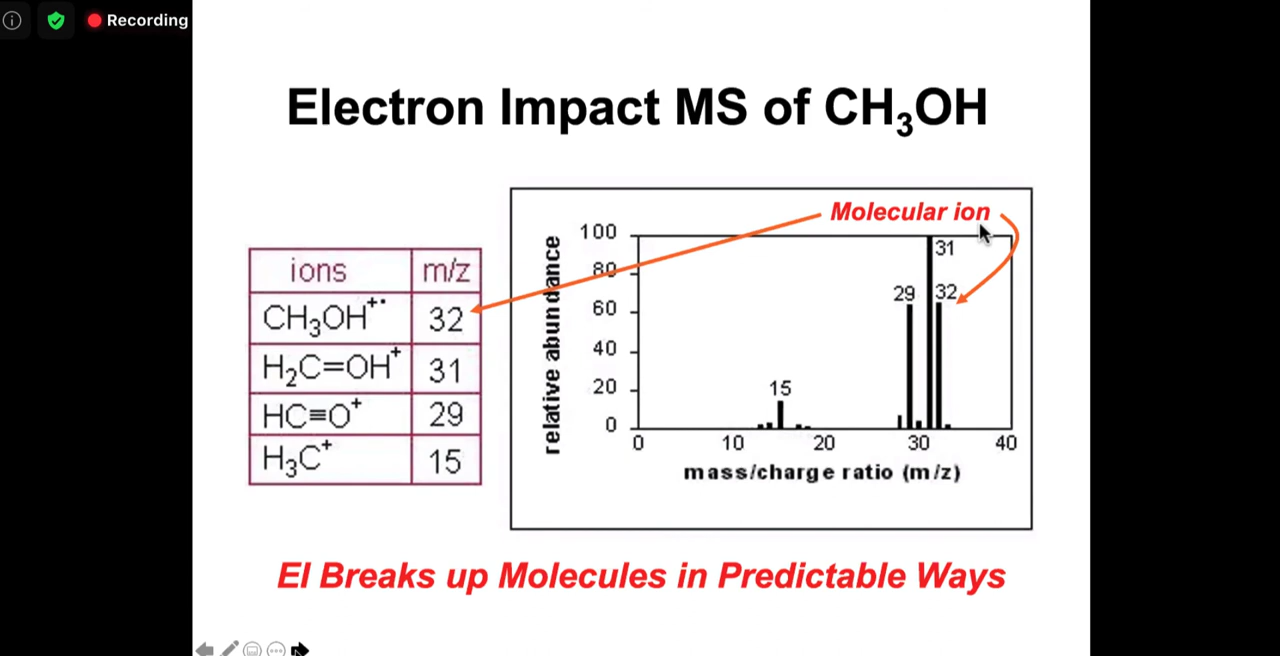 Recording
Electron Impact MS of CH₃OH
ions m/z
CH₃OH⁺• 32
H₂C=OH⁺ 31
HC≡O⁺ 29
H₃C⁺ 15
Molecular ion
relative abundance
100
80
60
40
20
0
31
29
32
15
0 10 20 30 40
mass/charge ratio (m/z)
EI Breaks up Molecules in Predictable Ways